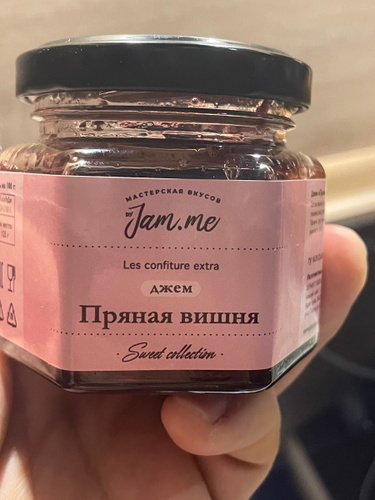 МАСТЕРСКАЯ ВКУСОВ
by Jam.me
Les confiture extra
джем
Пряная вишня
· Sweet collection ·